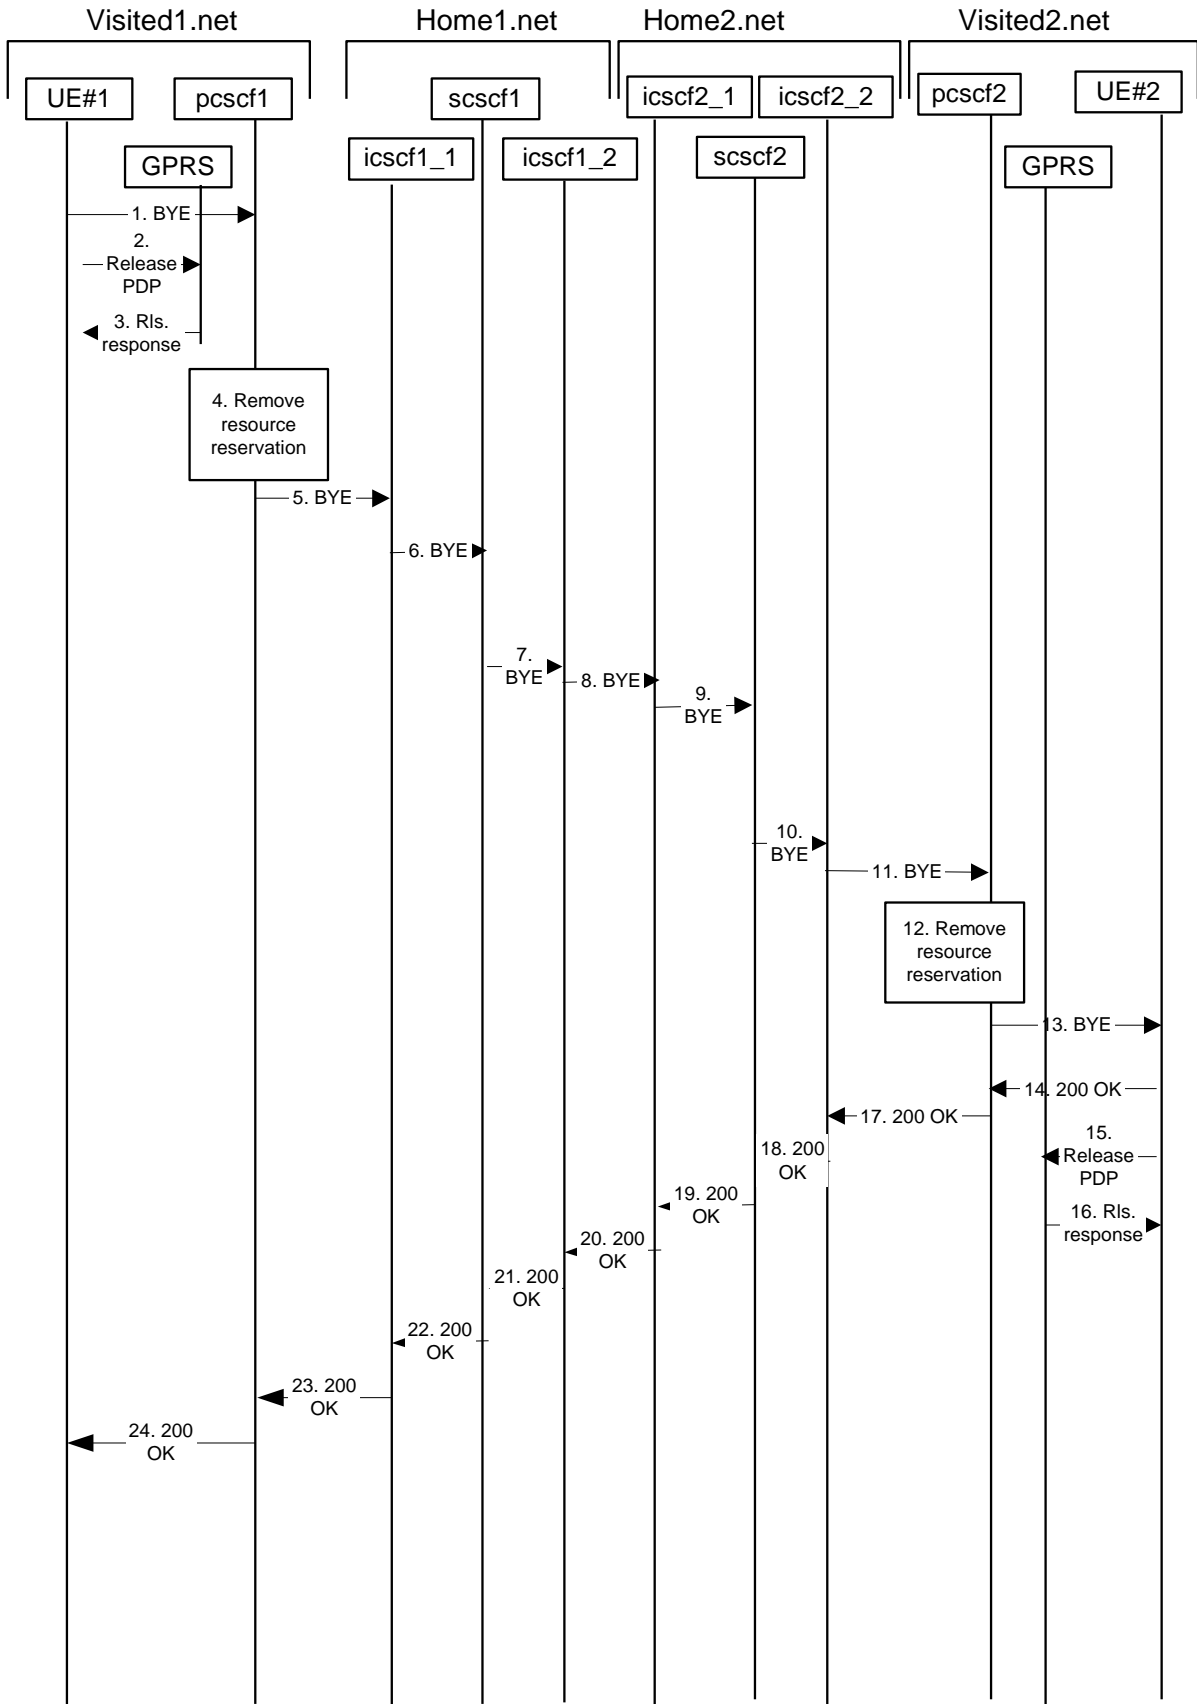 Visited1.net
Home1.net
Home2.net
Visited2.net
UE#1
pcscf1
scscf1
icscf2_1
icscf2_2
pcscf2
UE#2
GPRS
icscf1_1
icscf1_2
scscf2
GPRS
1. BYE
2.
Release
PDP
3. Rls.
response
4. Remove
resource
reservation
5. BYE
6. BYE
7.
BYE
8. BYE
9.
BYE
10.
BYE
11. BYE
12. Remove
resource
reservation
13. BYE
14. 200 OK
17. 200 OK
15.
Release
PDP
18. 200
OK
19. 200
OK
16. Rls.
response
20. 200
OK
21. 200
OK
22. 200
OK
23. 200
OK
24. 200
OK